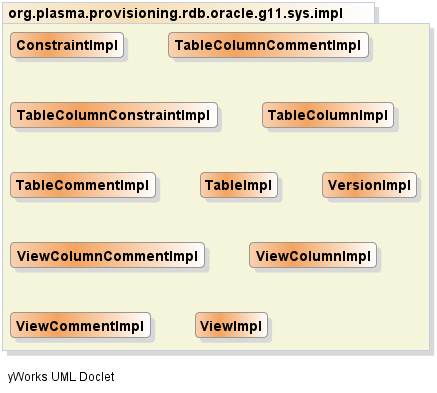 org.plasma.provisioning.rdb.oracle.g11.sys.impl
ConstraintImpl TableColumnCommentImpl
TableColumnConstraintImpl TableColumnImpl
TableCommentImpl TableImpl VersionImpl
ViewColumnCommentImpl ViewColumnImpl
ViewCommentImpl ViewImpl
yWorks UML Doclet